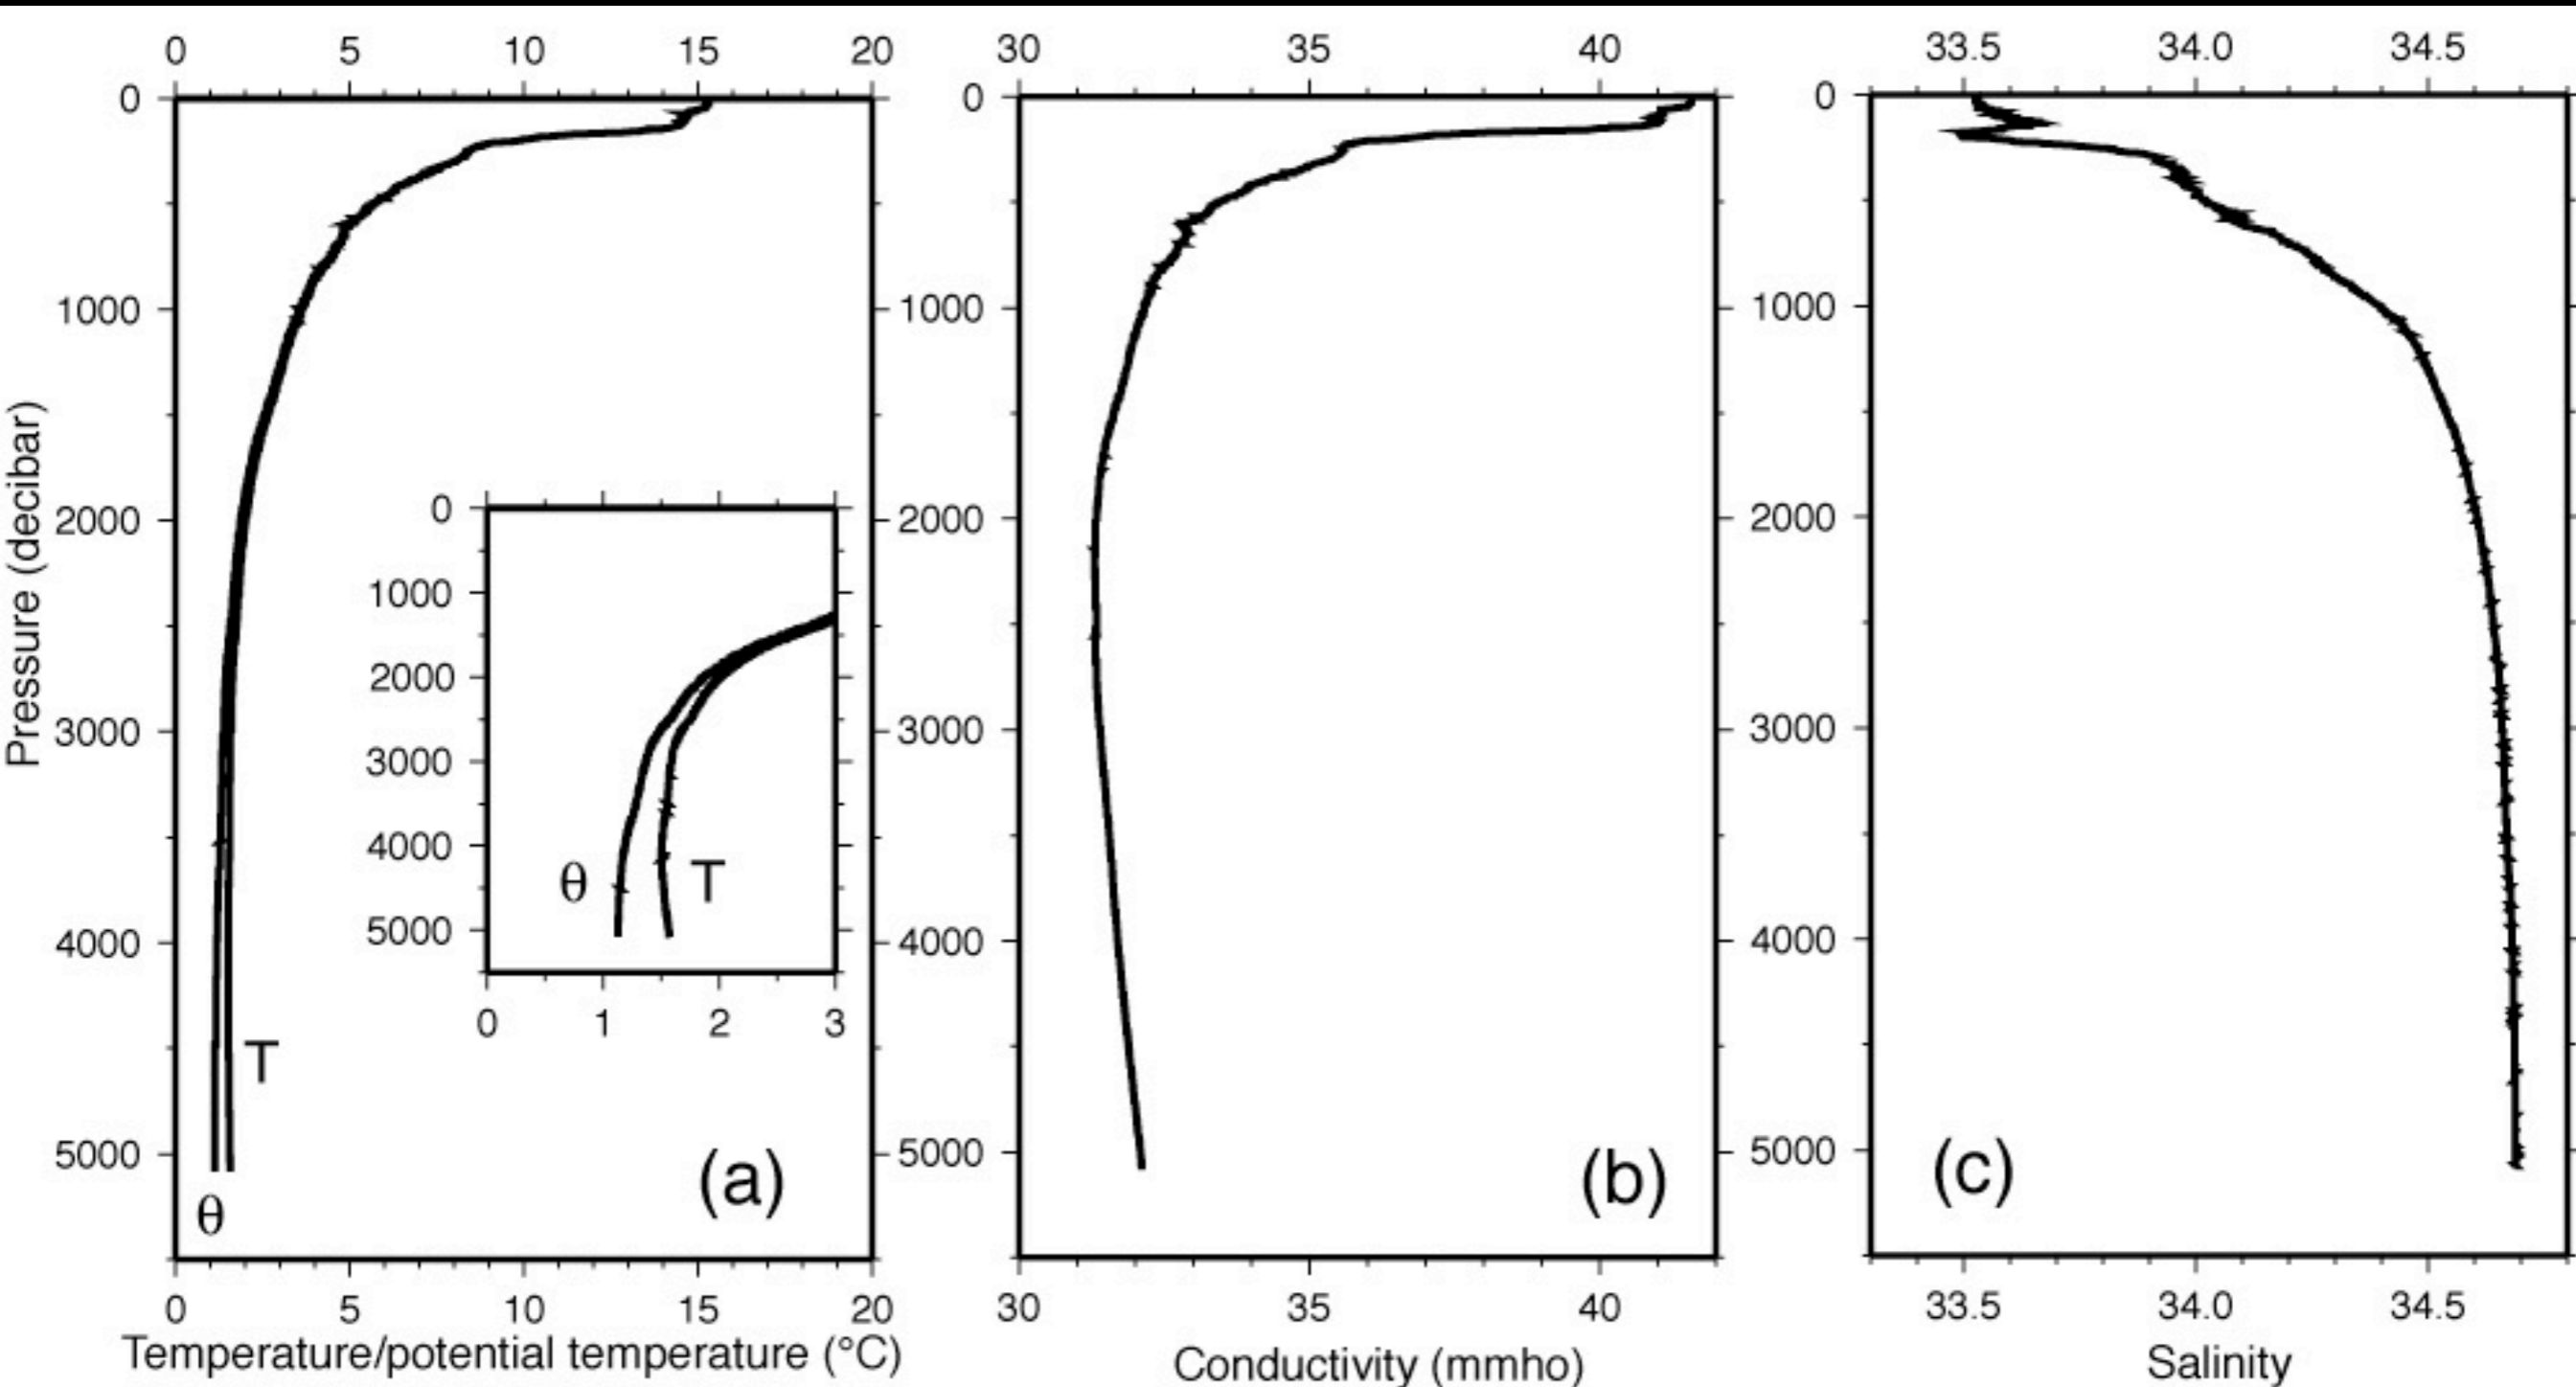 0 5 10 15 20
30 35 40
33.5 34.0 34.5
0 0 0
1000 1000 1000
Pressure (decibar)
0
2000 2000 2000
1000
2000
3000 3000 3000
3000
4000 θ T
4000 4000 4000
5000
0 1 2 3
T
5000 (a) 5000 (b) 5000 (c)
θ
0 5 10 15 20
30 35 40
33.5 34.0 34.5
Temperature/potential temperature (°C)
Conductivity (mmho)
Salinity